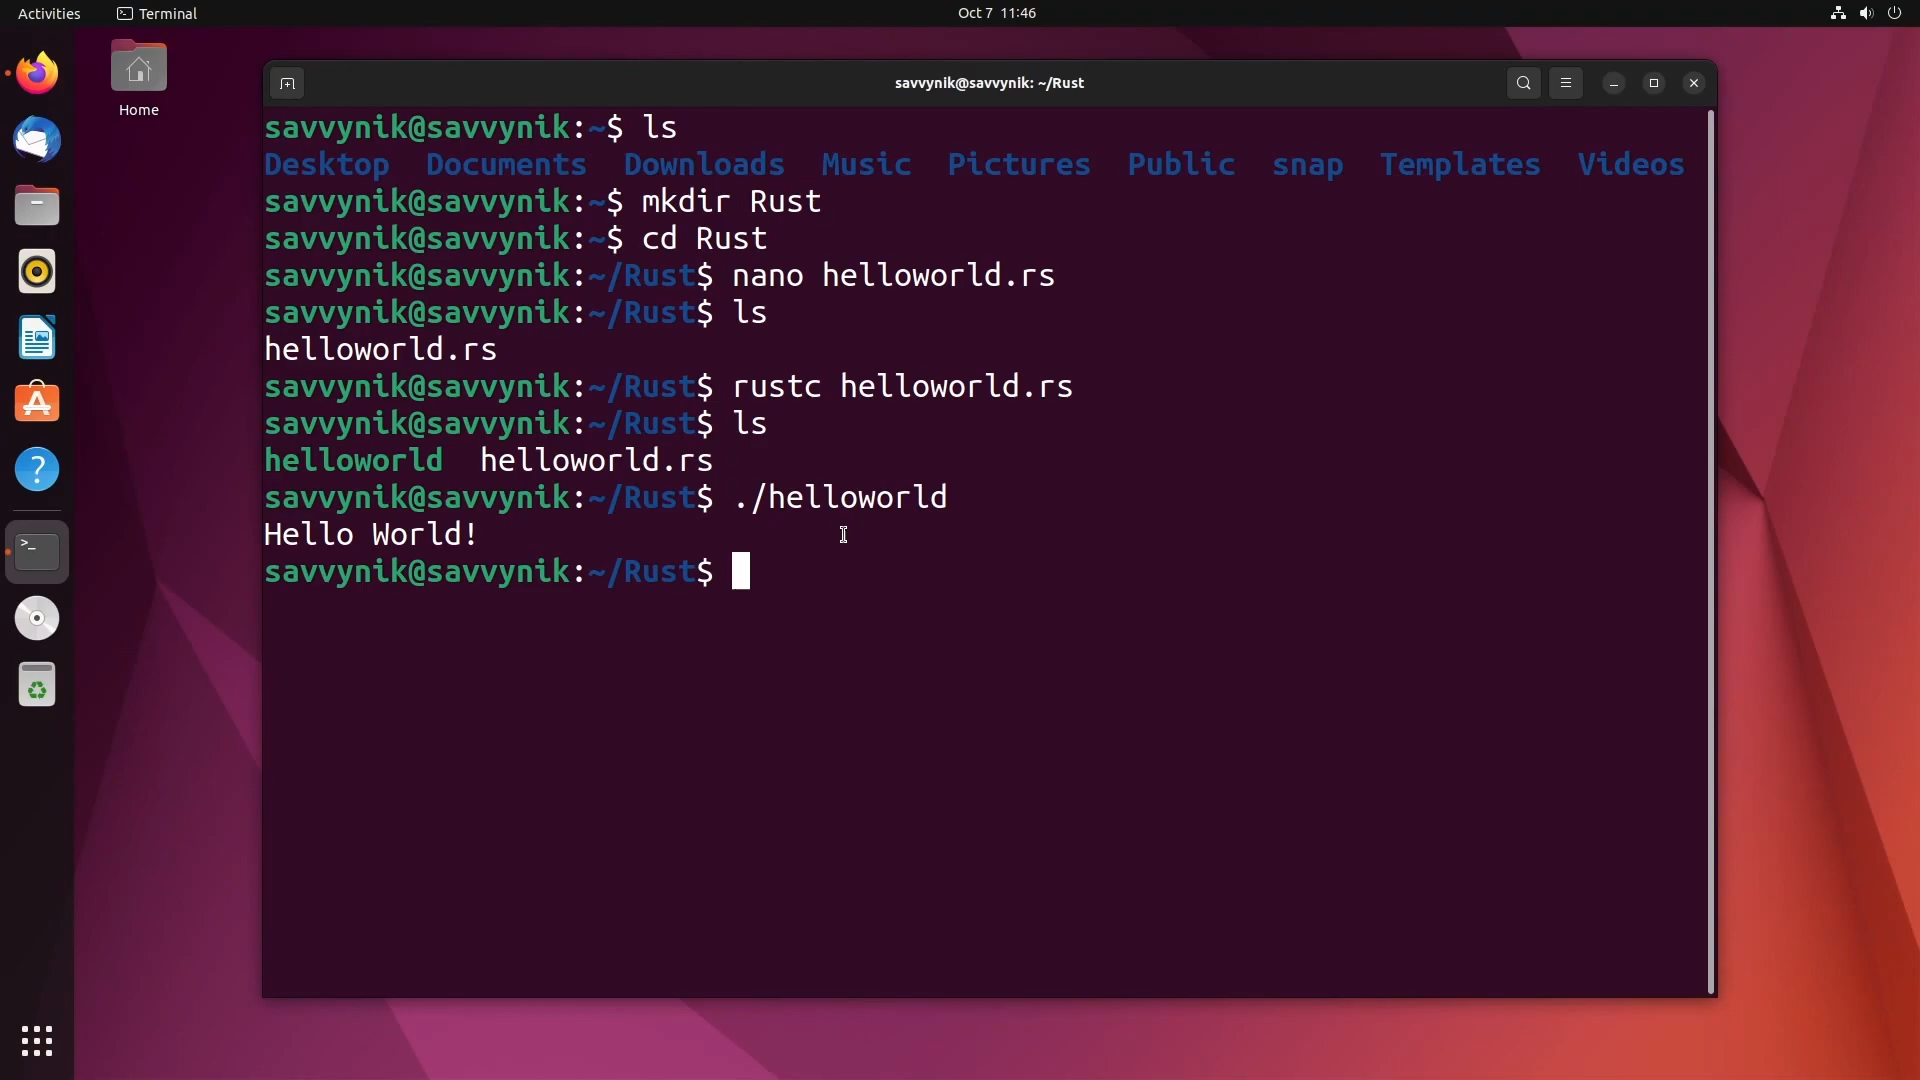 Activities Terminal Oct 7 11:46
Home
savvynik@savvynik: ~/Rust
savvynik@savvynik:~$ ls
Desktop Documents Downloads Music Pictures Public snap Templates Videos
savvynik@savvynik:~$ mkdir Rust
savvynik@savvynik:~$ cd Rust
savvynik@savvynik:~/Rust$ nano helloworld.rs
savvynik@savvynik:~/Rust$ ls
helloworld.rs
savvynik@savvynik:~/Rust$ rustc helloworld.rs
savvynik@savvynik:~/Rust$ ls
helloworld helloworld.rs
savvynik@savvynik:~/Rust$ ./helloworld
Hello World!
savvynik@savvynik:~/Rust$